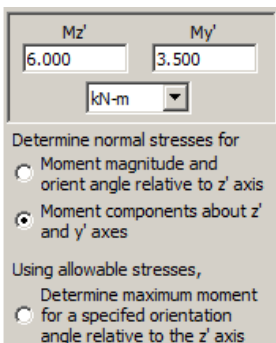 Mz' My'
6.000 3.500
kN-m
Determine normal stresses for
Moment magnitude and
orient angle relative to z' axis
Moment components about z'
and y' axes
Using allowable stresses,
Determine maximum moment
for a specifed orientation
angle relative to the z' axis